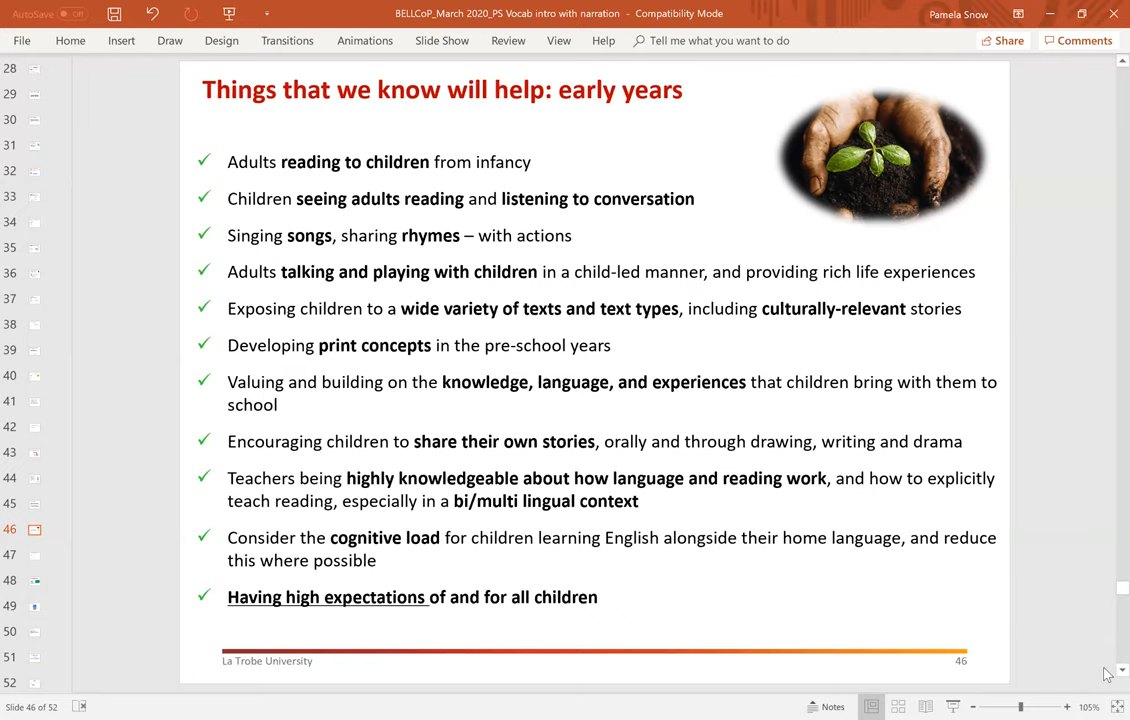 AutoSave Off
BELLCoP_March 2020_PS Vocab intro with narration - Compatibility Mode
Pamela Snow
File Home Insert Draw Design Transitions Animations Slide Show Review View Help Tell me what you want to do Share Comments
28
29
30
31
32
33
34
35
36
37
38
39
40
41
42
43
44
45
46
47
48
49
50
51
52
Things that we know will help: early years
✓ Adults reading to children from infancy
✓ Children seeing adults reading and listening to conversation
✓ Singing songs, sharing rhymes – with actions
✓ Adults talking and playing with children in a child-led manner, and providing rich life experiences
✓ Exposing children to a wide variety of texts and text types, including culturally-relevant stories
✓ Developing print concepts in the pre-school years
✓ Valuing and building on the knowledge, language, and experiences that children bring with them to
school
✓ Encouraging children to share their own stories, orally and through drawing, writing and drama
✓ Teachers being highly knowledgeable about how language and reading work, and how to explicitly
teach reading, especially in a bi/multi lingual context
✓ Consider the cognitive load for children learning English alongside their home language, and reduce
this where possible
✓ Having high expectations of and for all children
La Trobe University 46
Slide 46 of 52 Notes 105%